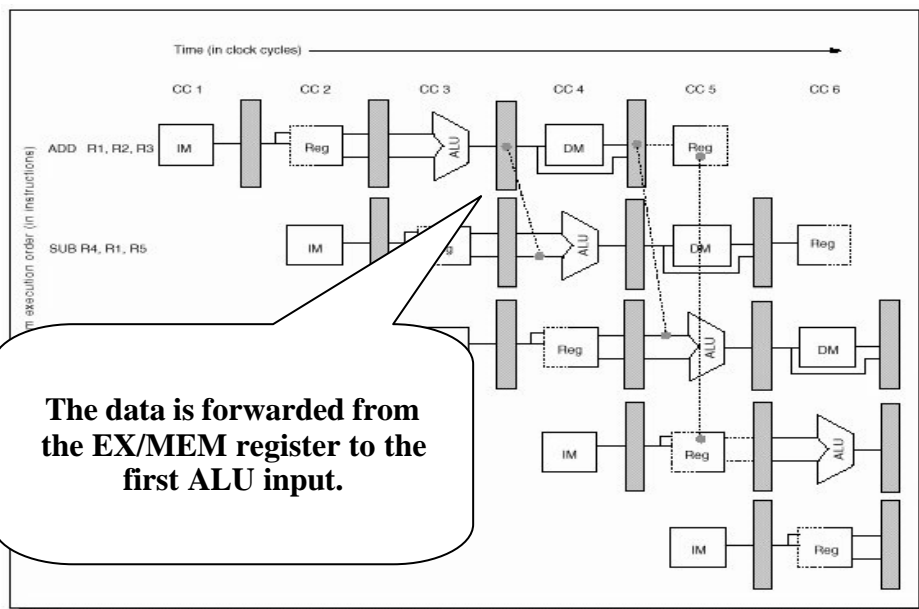 Time (in clock cycles)
CC 1 CC 2 CC 3 CC 4 CC 5 CC 6
ADD R1, R2, R3 IM Reg ALU DM Reg
SUB R4, R1, R5 IM Reg ALU DM Reg
Reg ALU DM
IM Reg ALU
IM Reg
execution order (in instructions)
The data is forwarded from
the EX/MEM register to the
first ALU input.